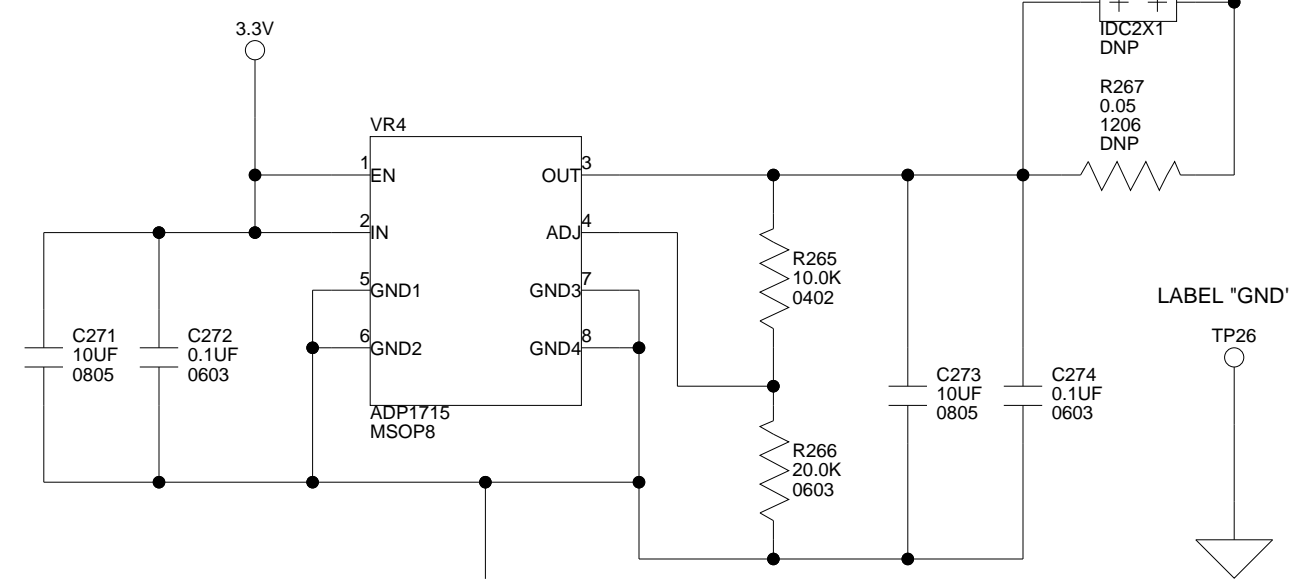 3.3V
IDC2X1
DNP
R267
0.05
1206
DNP
VR4
1
EN
OUT
3
2
IN
ADJ
4
5
GND1
GND3
7
6
GND2
GND4
8
ADP1715
MSOP8
C271
10UF
0805
C272
0.1UF
0603
R265
10.0K
0402
R266
20.0K
0603
C273
10UF
0805
C274
0.1UF
0603
LABEL "GND"
TP26